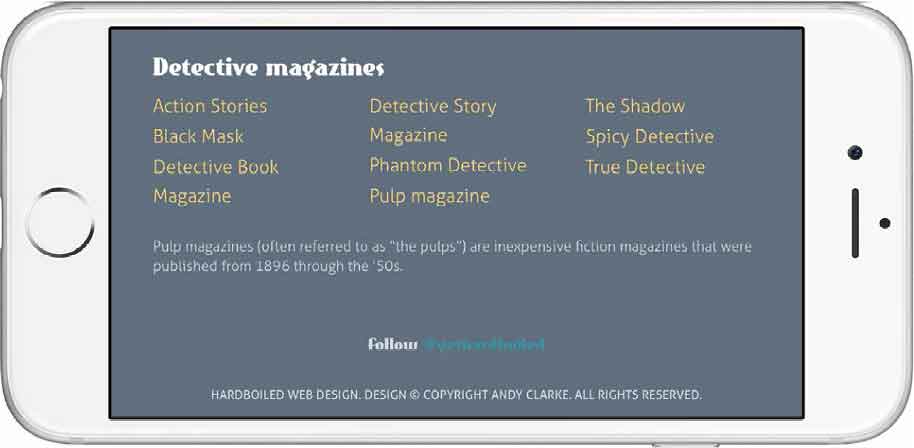 Detective magazines
Action Stories
Black Mask
Detective Book
Magazine
Detective Story
Magazine
Phantom Detective
Pulp magazine
The Shadow
Spicy Detective
True Detective
Pulp magazines (often referred to as "the pulps") are inexpensive fiction magazines that were
published from 1896 through the '50s.
follow @gethardboiled
HARDBOILED WEB DESIGN. DESIGN © COPYRIGHT ANDY CLARKE. ALL RIGHTS RESERVED.